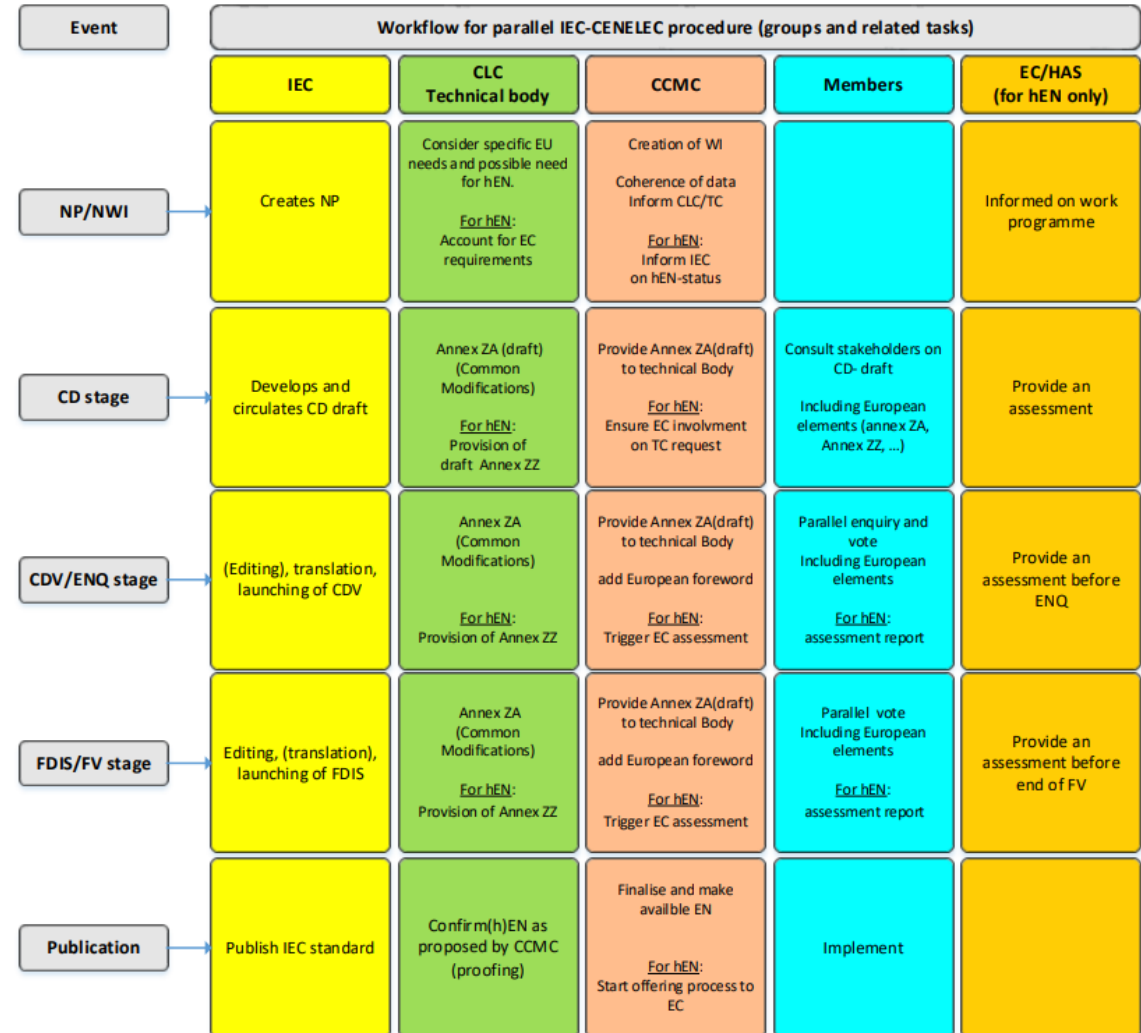 Event
Workflow for parallel IEC-CENELEC procedure (groups and related tasks)
IEC
CLC
Technical body
CCMC
Members
EC/HAS
(for hEN only)
NP/NWI
Creates NP
Consider specific EU
needs and possible need
for hEN.
For hEN:
Account for EC
requirements
Creation of WI
Coherence of data
Inform CLC/TC
For hEN:
Inform IEC
on hEN-status
Informed on work
programme
CD stage
Develops and
circulates CD draft
Annex ZA (draft)
(Common
Modifications)
For hEN:
Provision of
draft Annex ZZ
Provide Annex ZA(draft)
to technical Body
For hEN:
Ensure EC involvment
on TC request
Consult stakeholders on
CD- draft
Including European
elements (annex ZA,
Annex ZZ, ...)
Provide an
assessment
CDV/ENQ stage
(Editing), translation,
launching of CDV
Annex ZA
(Common
Modifications)
For hEN:
Provision of Annex ZZ
Provide Annex ZA(draft)
to technical Body
add European foreword
For hEN:
Trigger EC assessment
Parallel enquiry and
vote
Including European
elements
For hEN:
assessment report
Provide an
assessment before
ENQ
FDIS/FV stage
Editing, (translation),
launching of FDIS
Annex ZA
(Common
Modifications)
For hEN:
Provision of Annex ZZ
Provide Annex ZA(draft)
to technical Body
add European foreword
For hEN:
Trigger EC assessment
Parallel vote
Including European
elements
For hEN:
assessment report
Provide an
assessment before
end of FV
Publication
Publish IEC standard
Confirm(h)EN as
proposed by CCMC
(proofing)
Finalise and make
availble EN
For hEN:
Start offering process to
EC
Implement